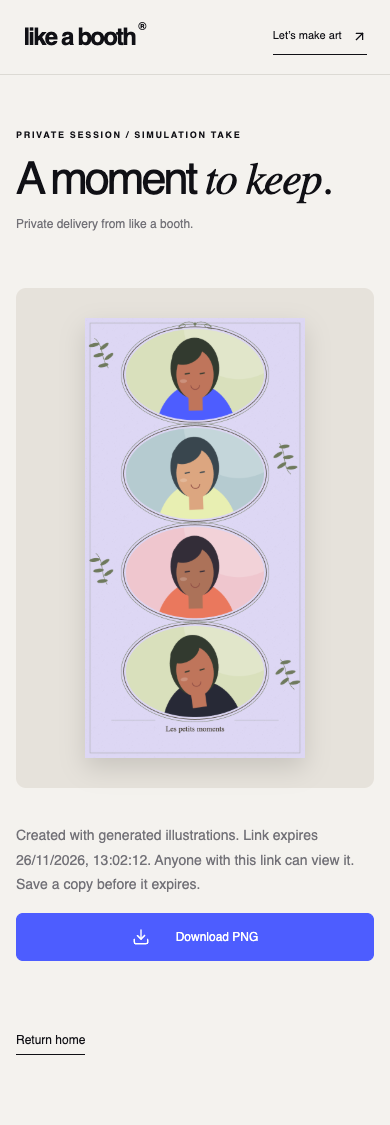 like a booth®
Let's make art
PRIVATE SESSION / SIMULATION TAKE
A moment to keep.
Private delivery from like a booth.
Les petits moments
Created with generated illustrations. Link expires
26/11/2026, 13:02:12. Anyone with this link can view it.
Save a copy before it expires.
Download PNG
Return home